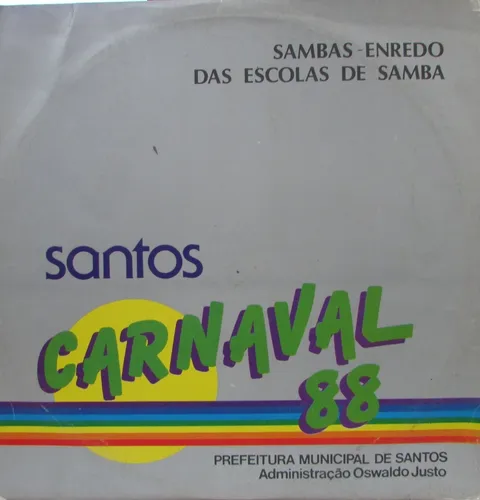 SAMBAS-ENREDO
DAS ESCOLAS DE SAMBA
santos
CARNAVAL
88
PREFEITURA MUNICIPAL DE SANTOS
Administração Oswaldo Justo